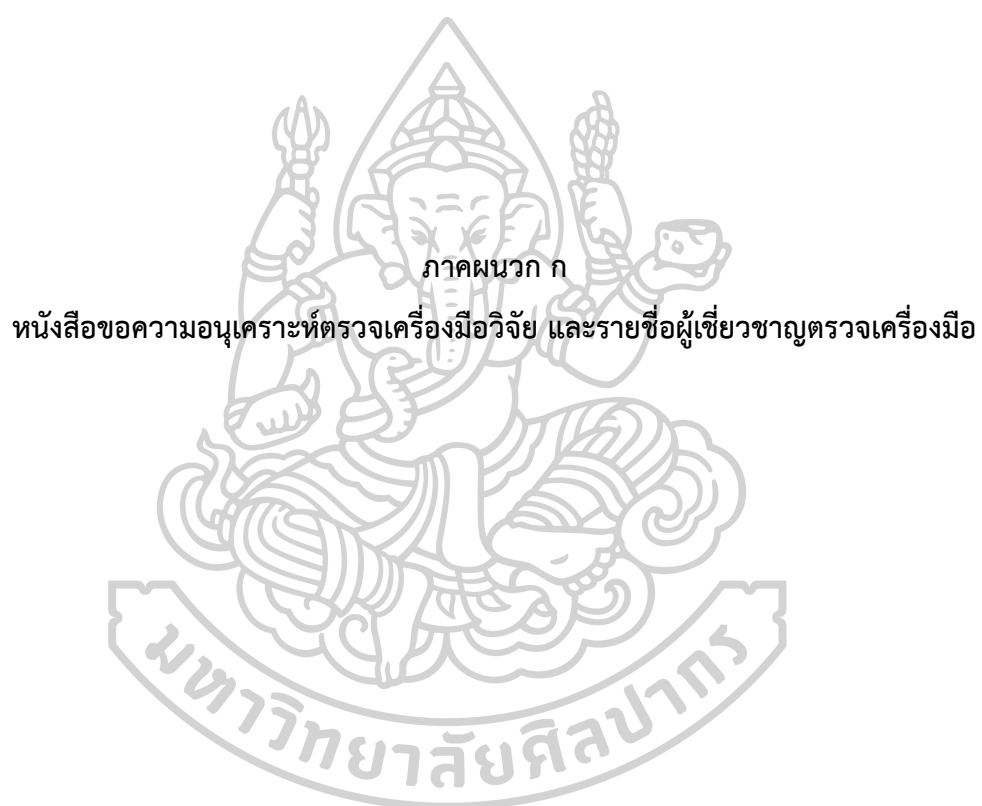 ภาคผนวก ก
หนังสือขอความอนุเคราะห์ตรวจเครื่องมือวิจัย และรายชื่อผู้เชี่ยวชาญตรวจเครื่องมือ
มหาวิทยาลัยศิลปากร